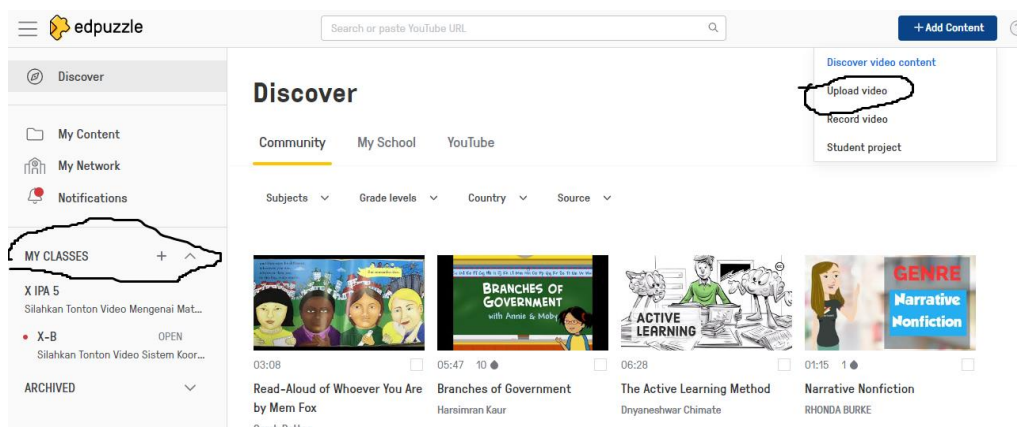 edpuzzle
Search or paste YouTube URL
+ Add Content
Discover video content
Upload video
Record video
Student project
Discover
My Content
My Network
Notifications
MY CLASSES +
X IPA 5
Silahkan Tonton Video Mengenai Mat...
X-B OPEN
Silahkan Tonton Video Sistem Koor...
ARCHIVED
Discover
Community My School YouTube
Subjects Grade levels Country Source
BRANCHES OF
GOVERNMENT
with Annie & Moby
ACTIVE
LEARNING
GENRE
Narrative
Nonfiction
03:08
05:47 10
06:28
01:15 1
Read-Aloud of Whoever You Are
by Mem Fox
Branches of Government
Harsimran Kaur
The Active Learning Method
Dnyaneshwar Chimate
Narrative Nonfiction
RHONDA BURKE